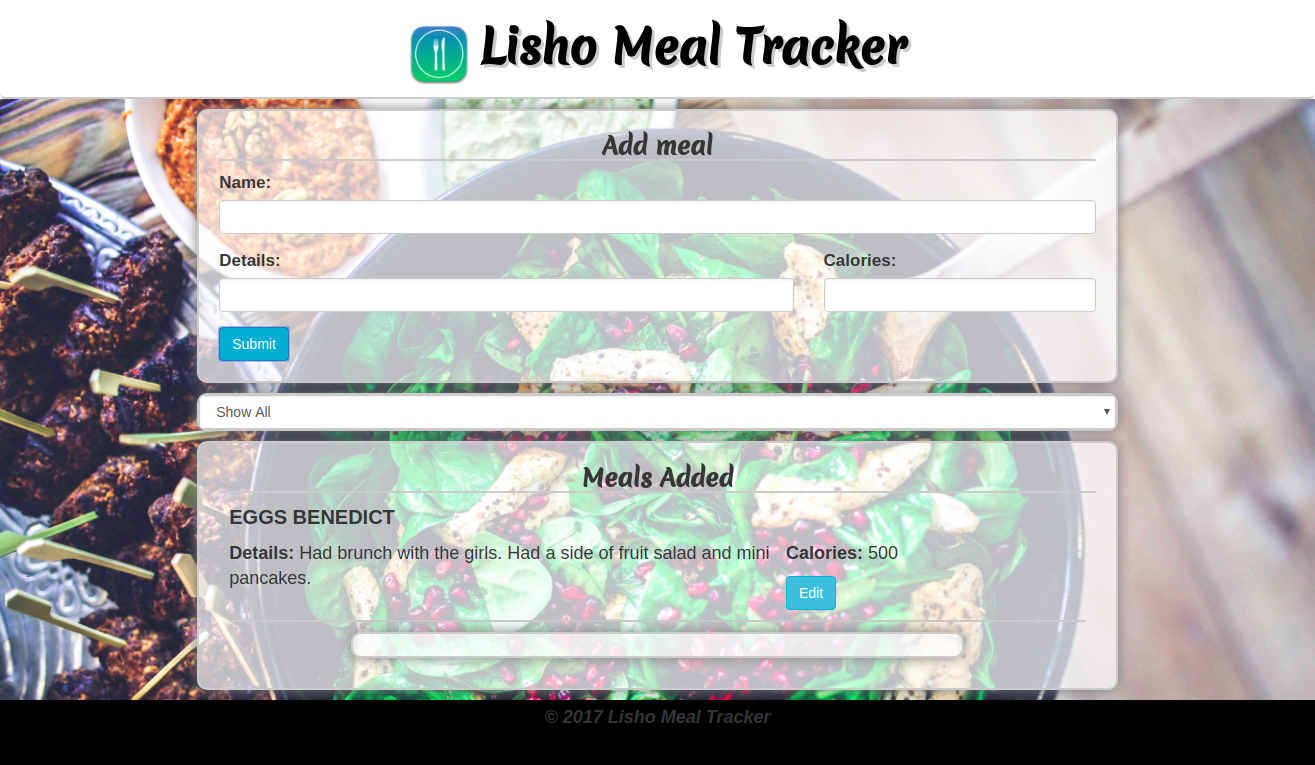 Lisho Meal Tracker
Add meal
Name:
Details:
Calories:
Submit
Show All
Meals Added
EGGS BENEDICT
Details: Had brunch with the girls. Had a side of fruit salad and mini
pancakes.
Calories: 500
Edit
© 2017 Lisho Meal Tracker